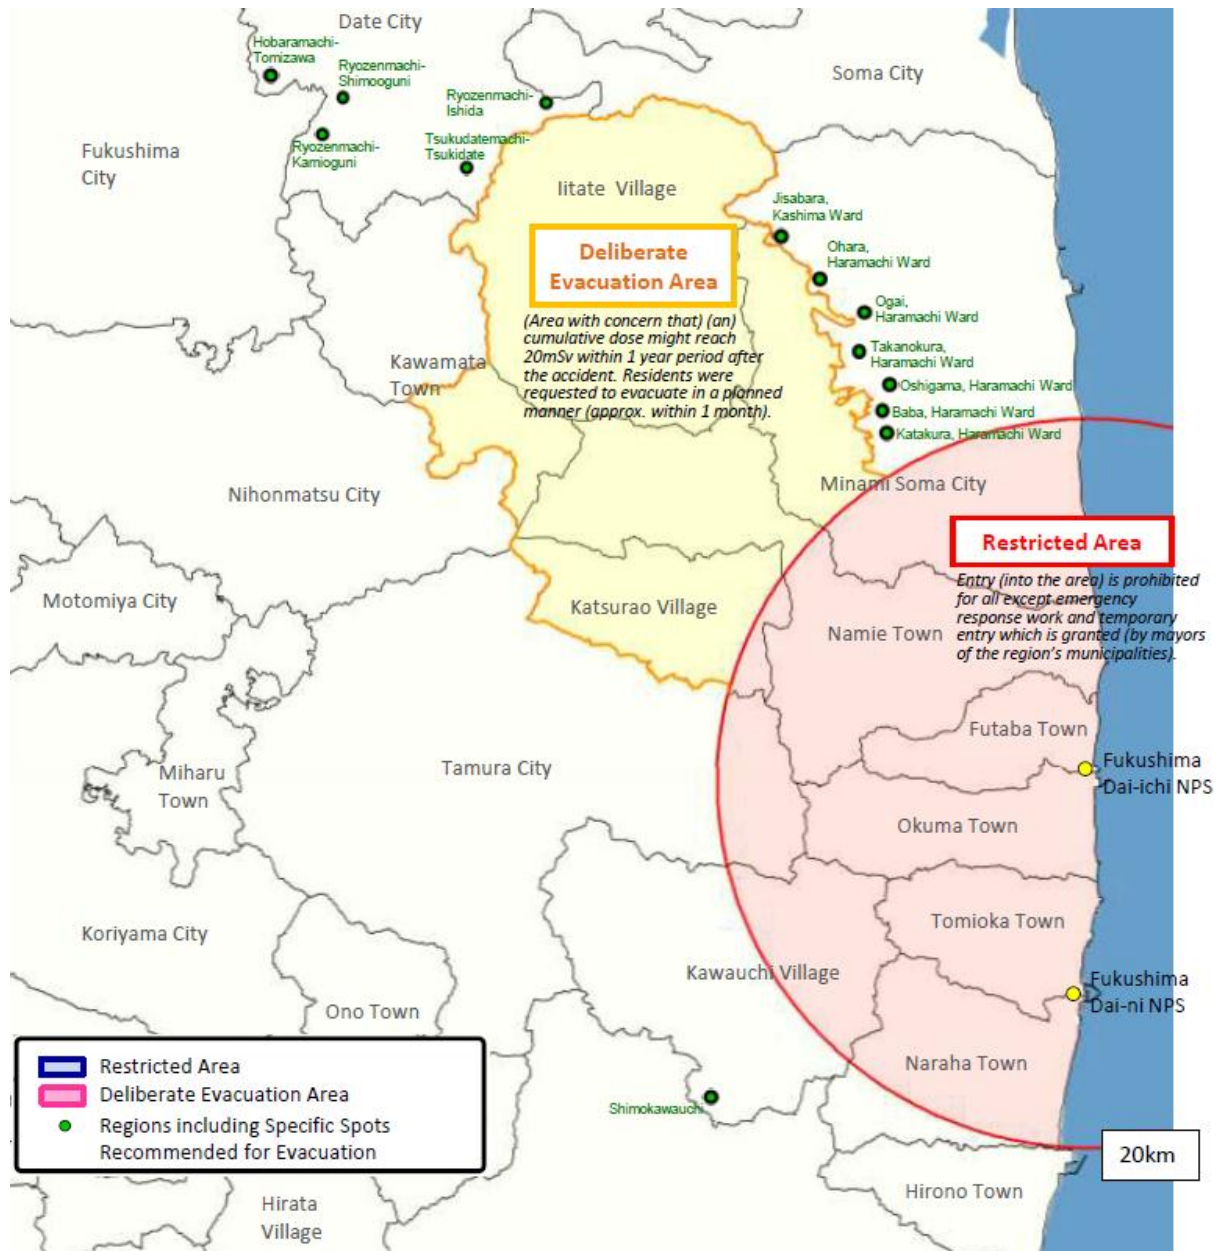 Date City
Hobaramachi-
Tomizawa
Ryozenmachi-
Shimooguni
Ryozenmachi-
Ishida
Soma City
Ryozenmachi-
Kamioguni
Tsukudatemachi-
Tsukidate
Fukushima
City
Iitate Village
Jisabara,
Kashima Ward
Deliberate
Evacuation Area
Ohara,
Haramachi Ward
(Area with concern that) (an)
cumulative dose might reach
20mSv within 1 year period after
the accident. Residents were
requested to evacuate in a planned
manner (approx. within 1 month).
Ogai,
Haramachi Ward
Takanokura,
Haramachi Ward
Kawamata
Town
Oshigama, Haramachi Ward
Baba, Haramachi Ward
Katakura, Haramachi Ward
Nihonmatsu City
Minami Soma City
Restricted Area
Entry (into the area) is prohibited
for all except emergency
response work and temporary
entry which is granted (by mayors
of the region's municipalities).
Motomiya City
Katsurao Village
Namie Town
Futaba Town
Miharu
Town
Tamura City
Fukushima
Dai-ichi NPS
Okuma Town
Koriyama City
Tomioka Town
Kawauchi Village
Fukushima
Dai-ni NPS
Ono Town
Naraha Town
Restricted Area
Deliberate Evacuation Area
Regions including Specific Spots
Recommended for Evacuation
Shimokawauchi
20km
Hirata
Village
Hirono Town